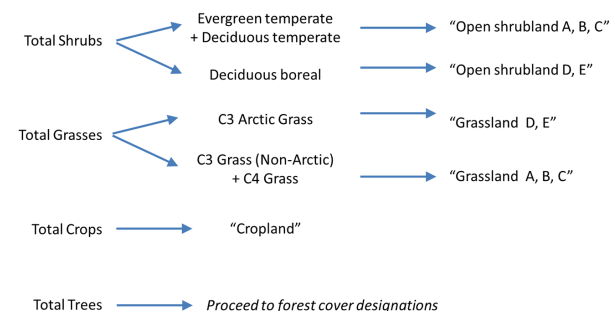 Total Shrubs
Evergreen temperate
+ Deciduous temperate
“Open shrubland A, B, C”
Deciduous boreal
“Open shrubland D, E”
Total Grasses
C3 Arctic Grass
“Grassland  D, E”
C3 Grass (Non-Arctic)
+ C4 Grass
“Grassland  A, B, C”
Total Crops
“Cropland”
Total Trees
Proceed to forest cover designations